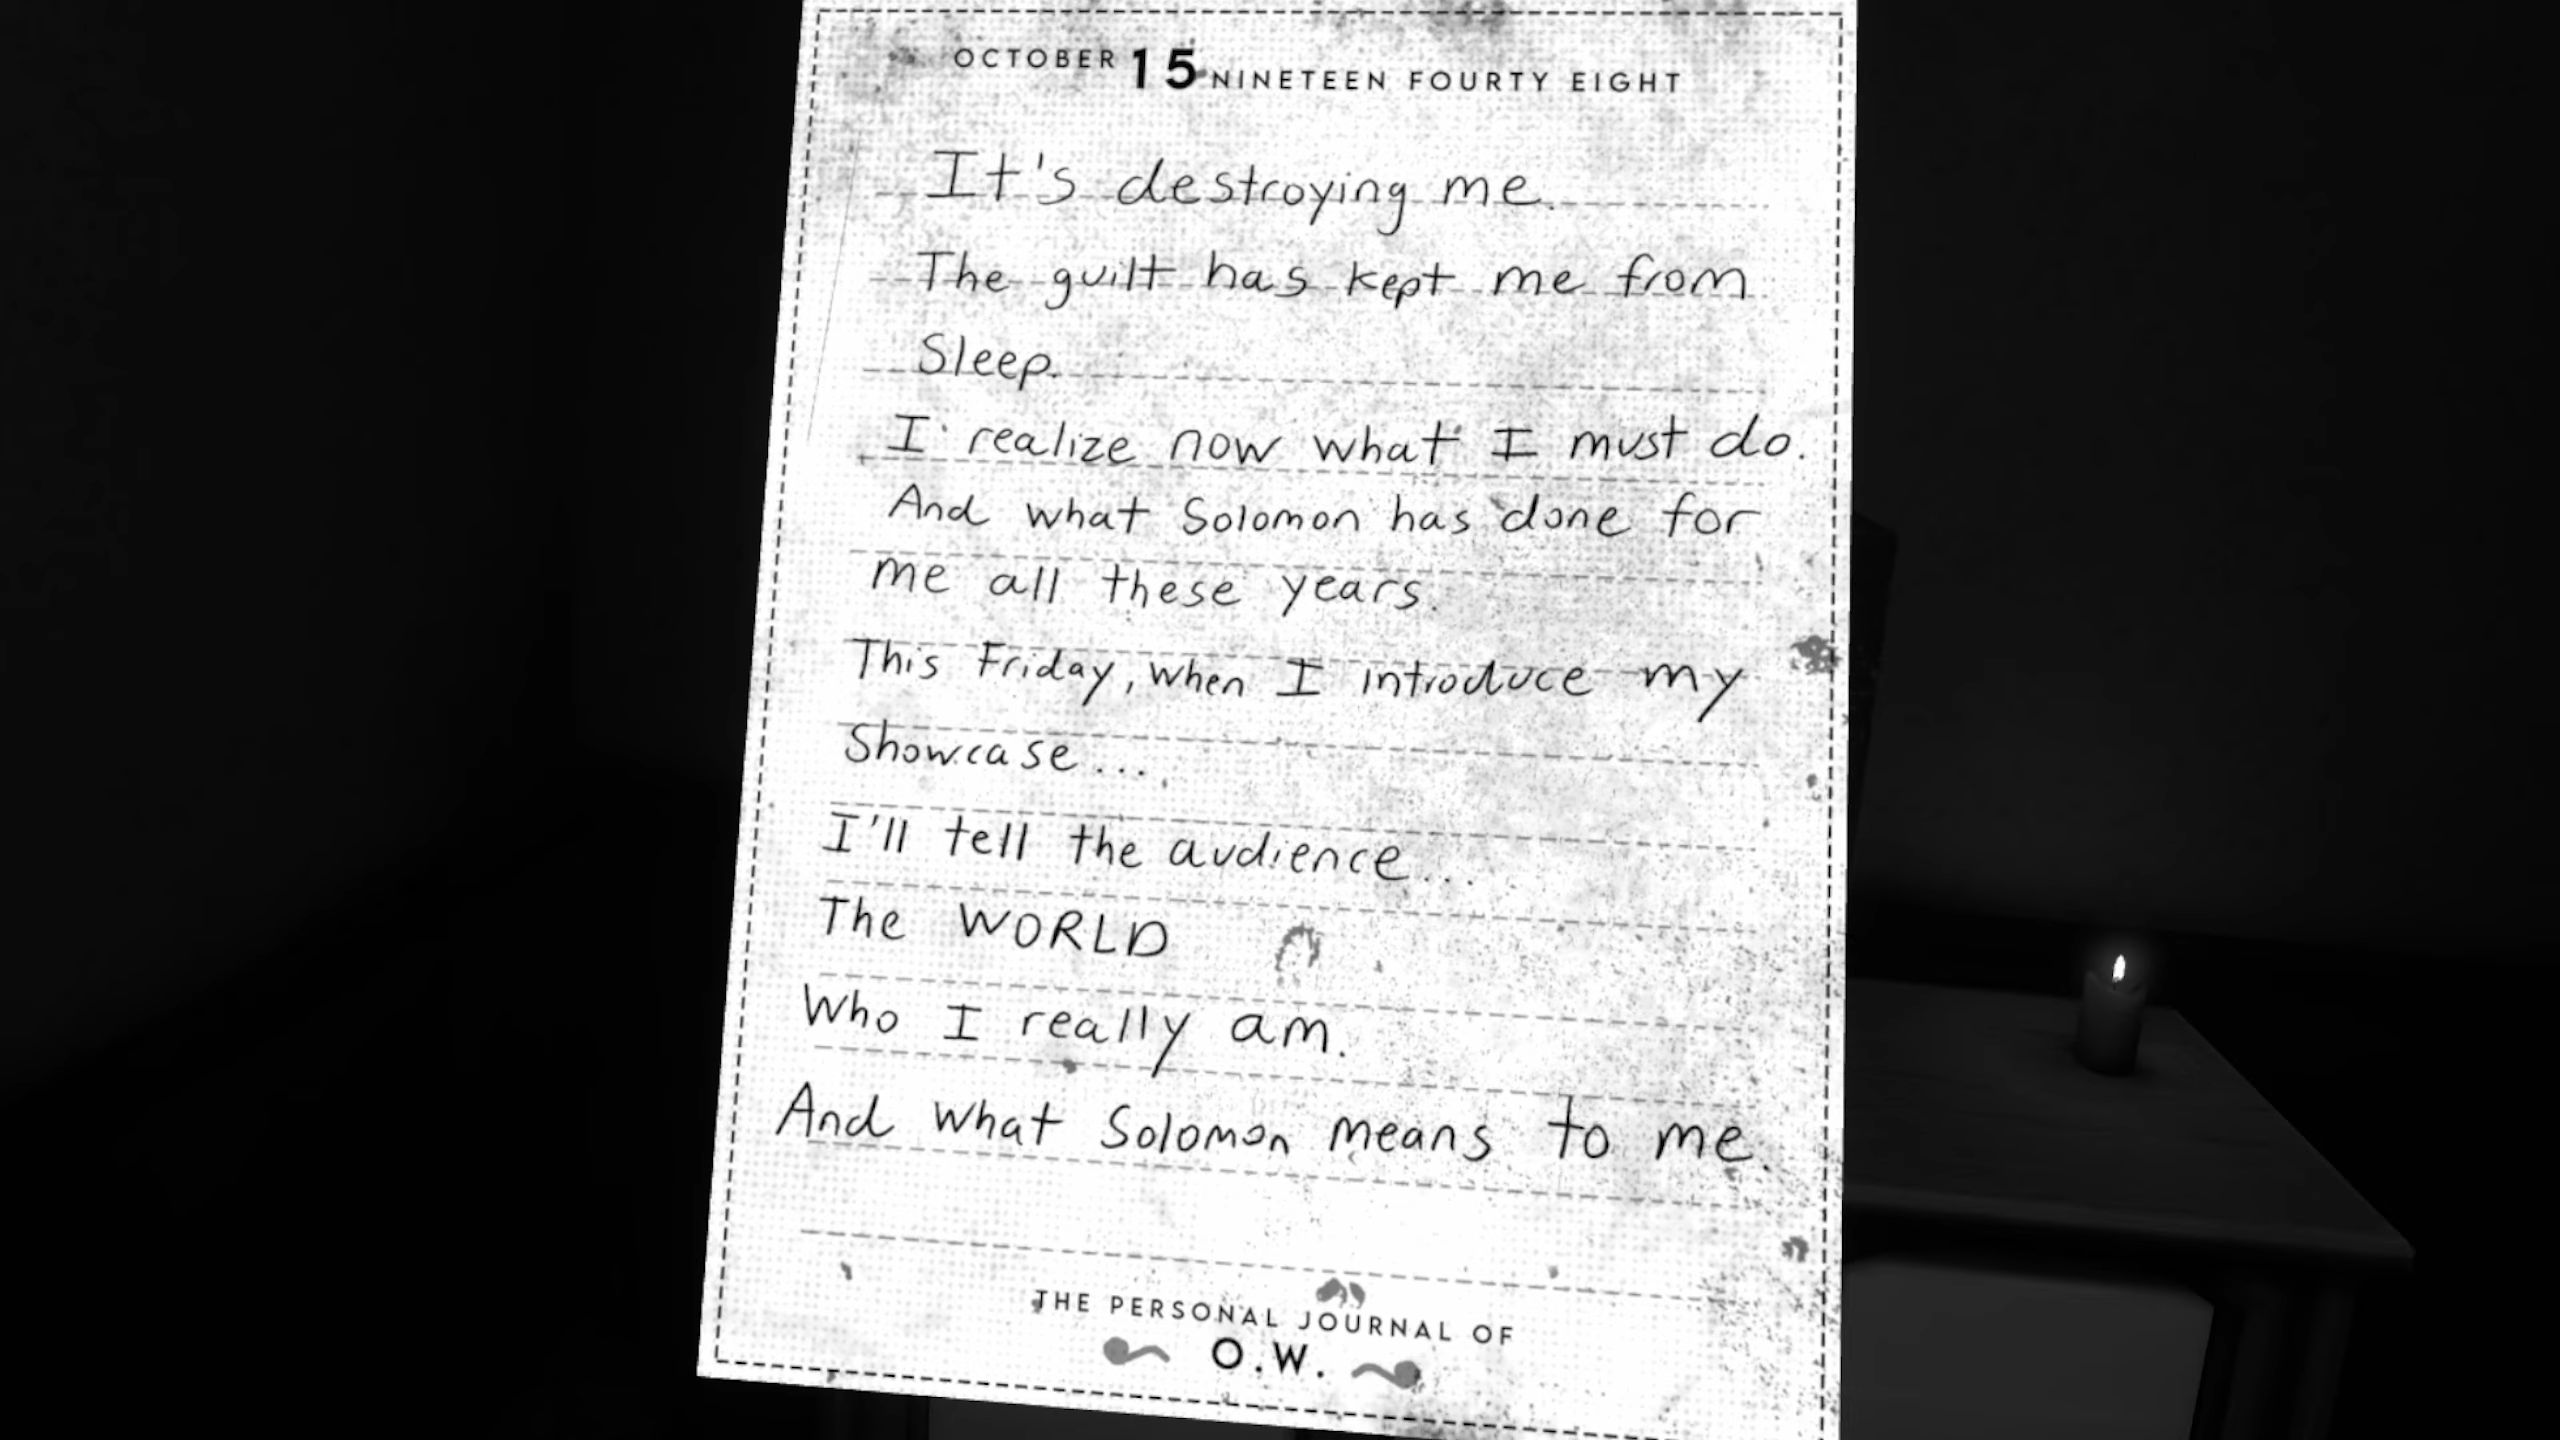 OCTOBER 15 NINETEEN FOURTY EIGHT
It's destroying me.
The guilt has kept me from
Sleep.
I realize now what I must do.
And what Solomon has done for
me all these years.
This Friday, when I introduce my
Showcase...
I'll tell the audience...
The WORLD
Who I really am.
And what Solomon means to me.
THE PERSONAL JOURNAL OF
O.W.